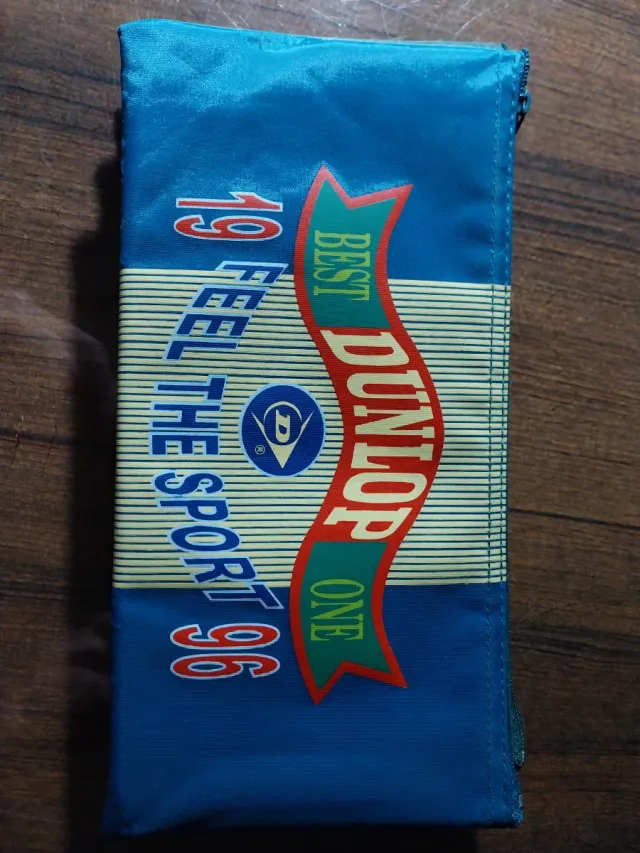 BEST DUNLOP ONE
D
®
19 FEEL THE SPORT 96